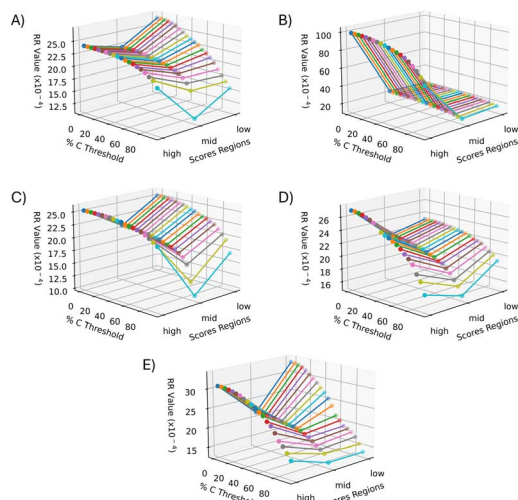 A)
RR Value (x10⁻⁴)
25.0
22.5
20.0
17.5
15.0
12.5
0
20
40
60
80
% C Threshold
high
mid
low
Scores Regions
B)
RR Value (x10⁻⁴)
100
80
60
40
20
0
20
40
60
80
% C Threshold
high
mid
low
Scores Regions
C)
RR Value (x10⁻⁴)
25.0
22.5
20.0
17.5
15.0
12.5
10.0
0
20
40
60
80
% C Threshold
high
mid
low
Scores Regions
D)
RR Value (x10⁻⁴)
26
24
22
20
18
16
0
20
40
60
80
% C Threshold
high
mid
low
Scores Regions
E)
RR Value (x10⁻⁴)
30
25
20
15
0
20
40
60
80
% C Threshold
high
mid
low
Scores Regions